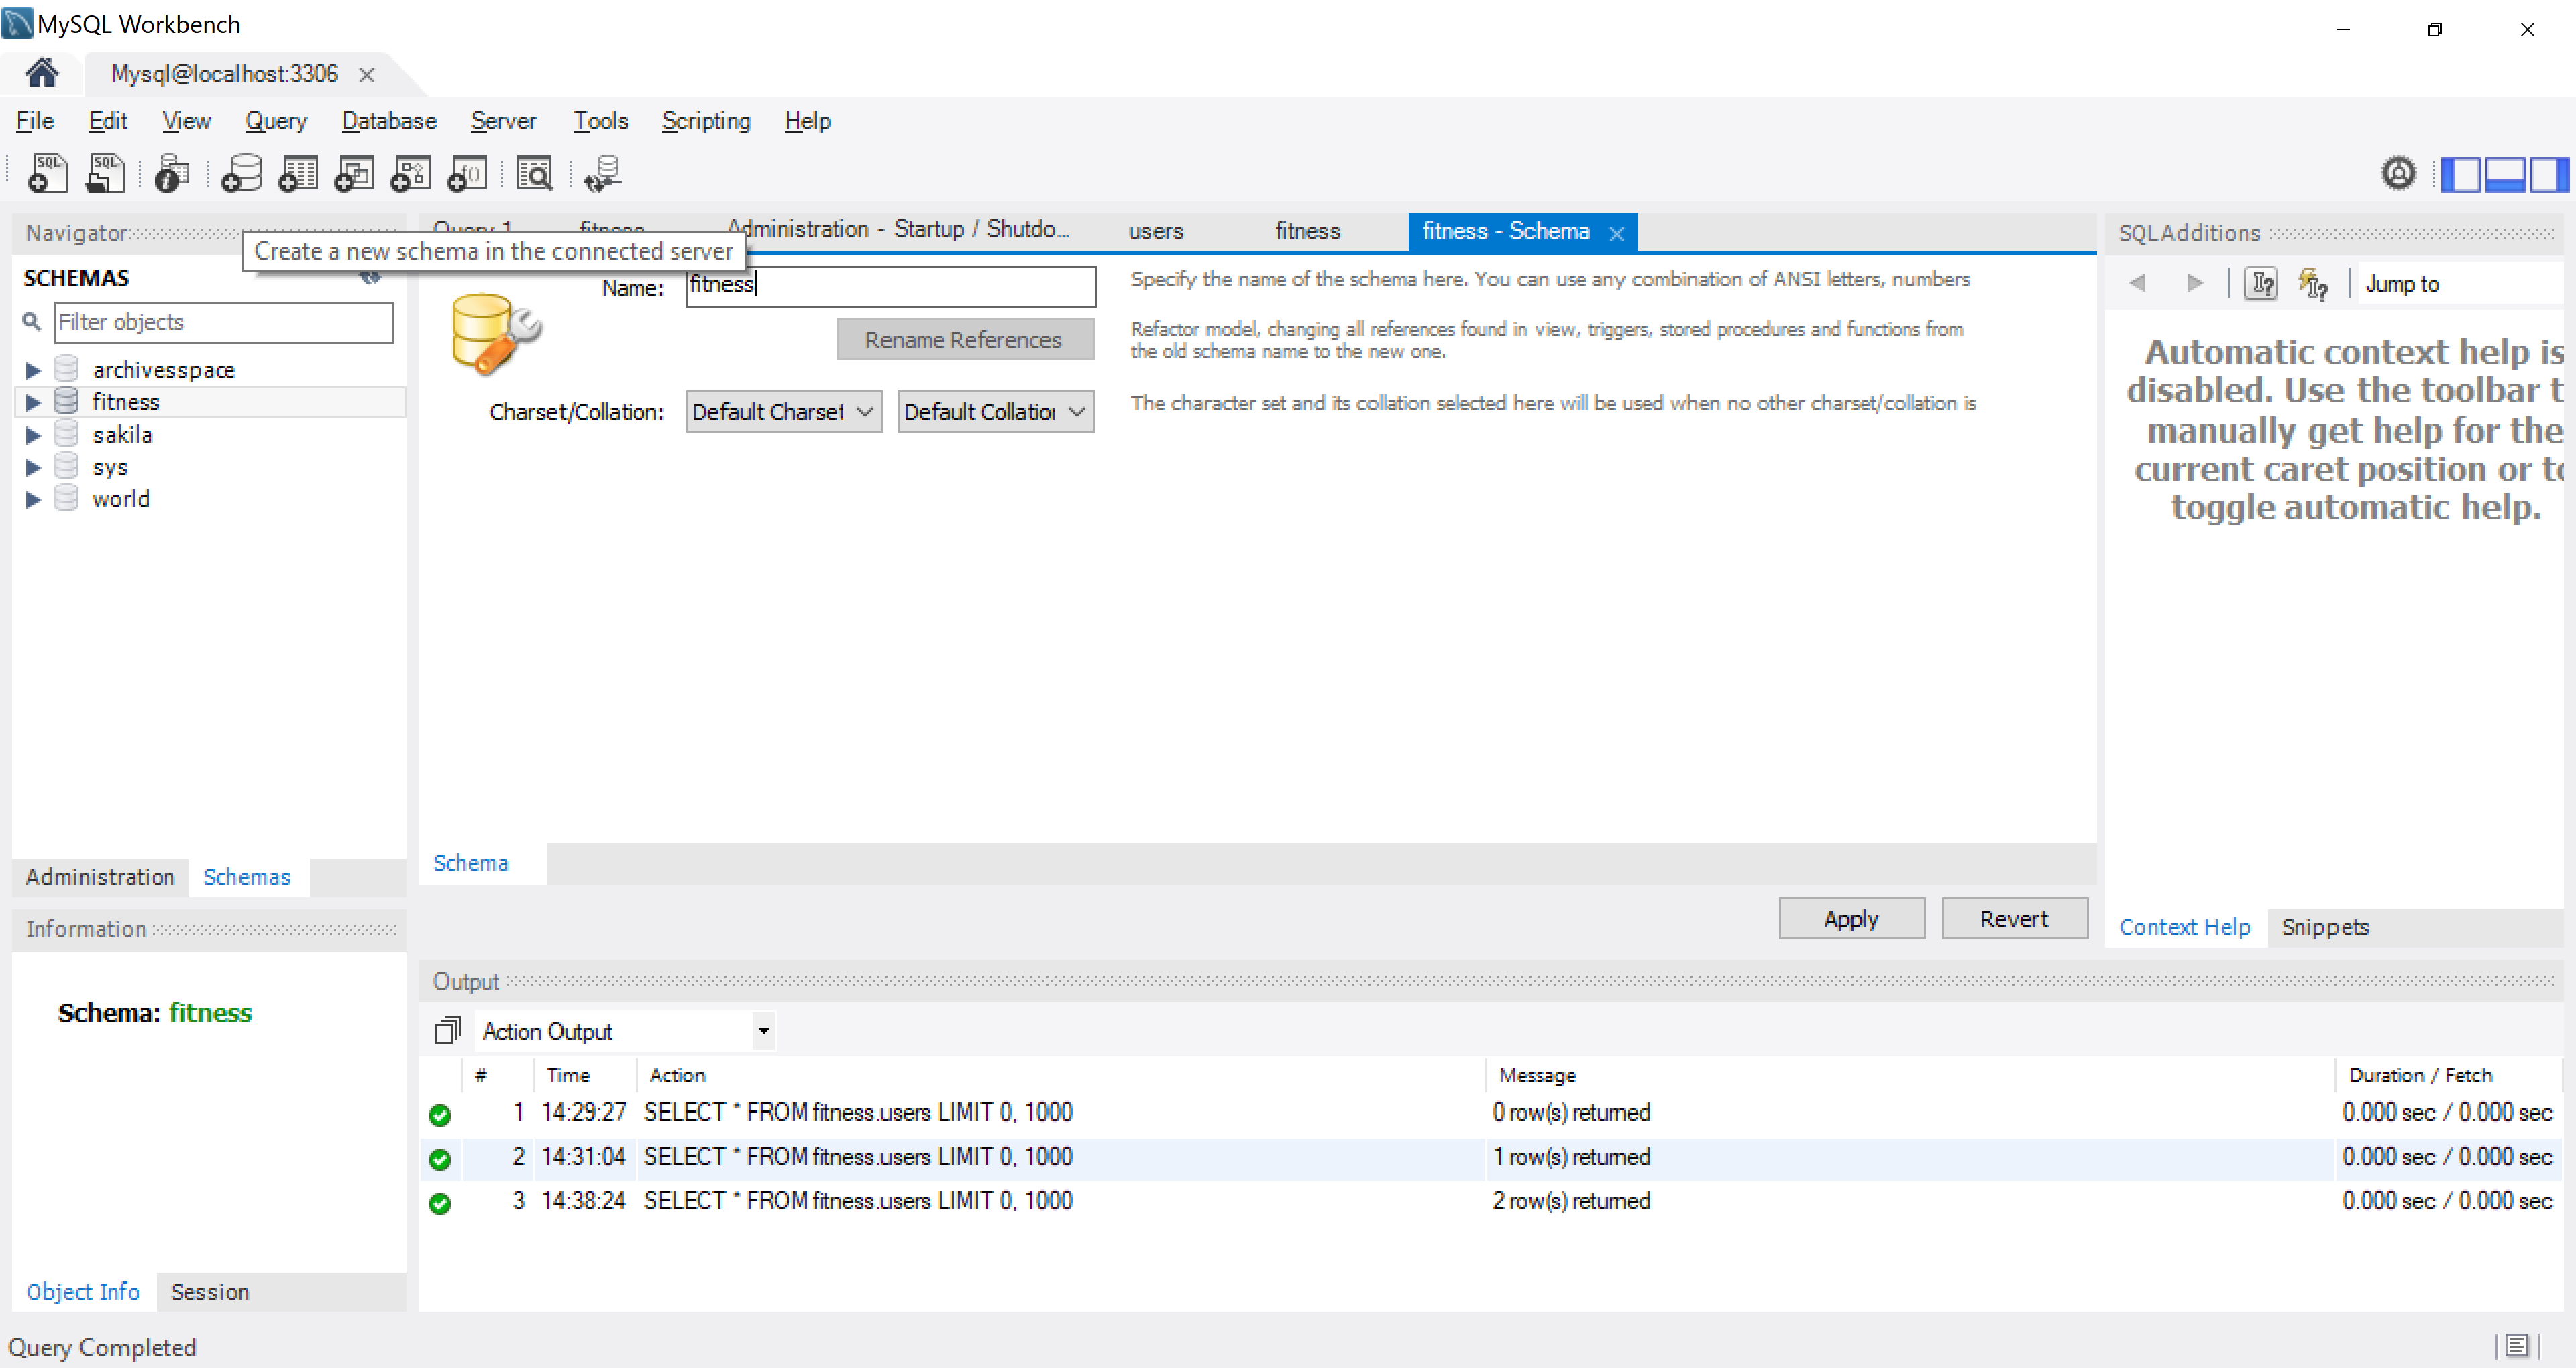 MySQL Workbench
Mysql@localhost:3306
File Edit View Query Database Server Tools Scripting Help
Navigator
Query 1 fitness Administration - Startup / Shutdo... users fitness fitness - Schema
SQLAdditions
Create a new schema in the connected server
SCHEMAS
Filter objects
archivesspace
fitness
sakila
sys
world
Administration Schemas
Information
Schema: fitness
Object Info Session
Name: fitness
Specify the name of the schema here. You can use any combination of ANSI letters, numbers
Rename References
Refactor model, changing all references found in view, triggers, stored procedures and functions from
the old schema name to the new one.
Charset/Collation: Default Charset Default Collation
The character set and its collation selected here will be used when no other charset/collation is
Schema
Apply Revert
Jump to
Automatic context help is
disabled. Use the toolbar t
manually get help for the
current caret position or to
toggle automatic help.
Context Help Snippets
Output
Action Output
# Time Action Message Duration / Fetch
1 14:29:27 SELECT * FROM fitness.users LIMIT 0, 1000 0 row(s) returned 0.000 sec / 0.000 sec
2 14:31:04 SELECT * FROM fitness.users LIMIT 0, 1000 1 row(s) returned 0.000 sec / 0.000 sec
3 14:38:24 SELECT * FROM fitness.users LIMIT 0, 1000 2 row(s) returned 0.000 sec / 0.000 sec
Query Completed